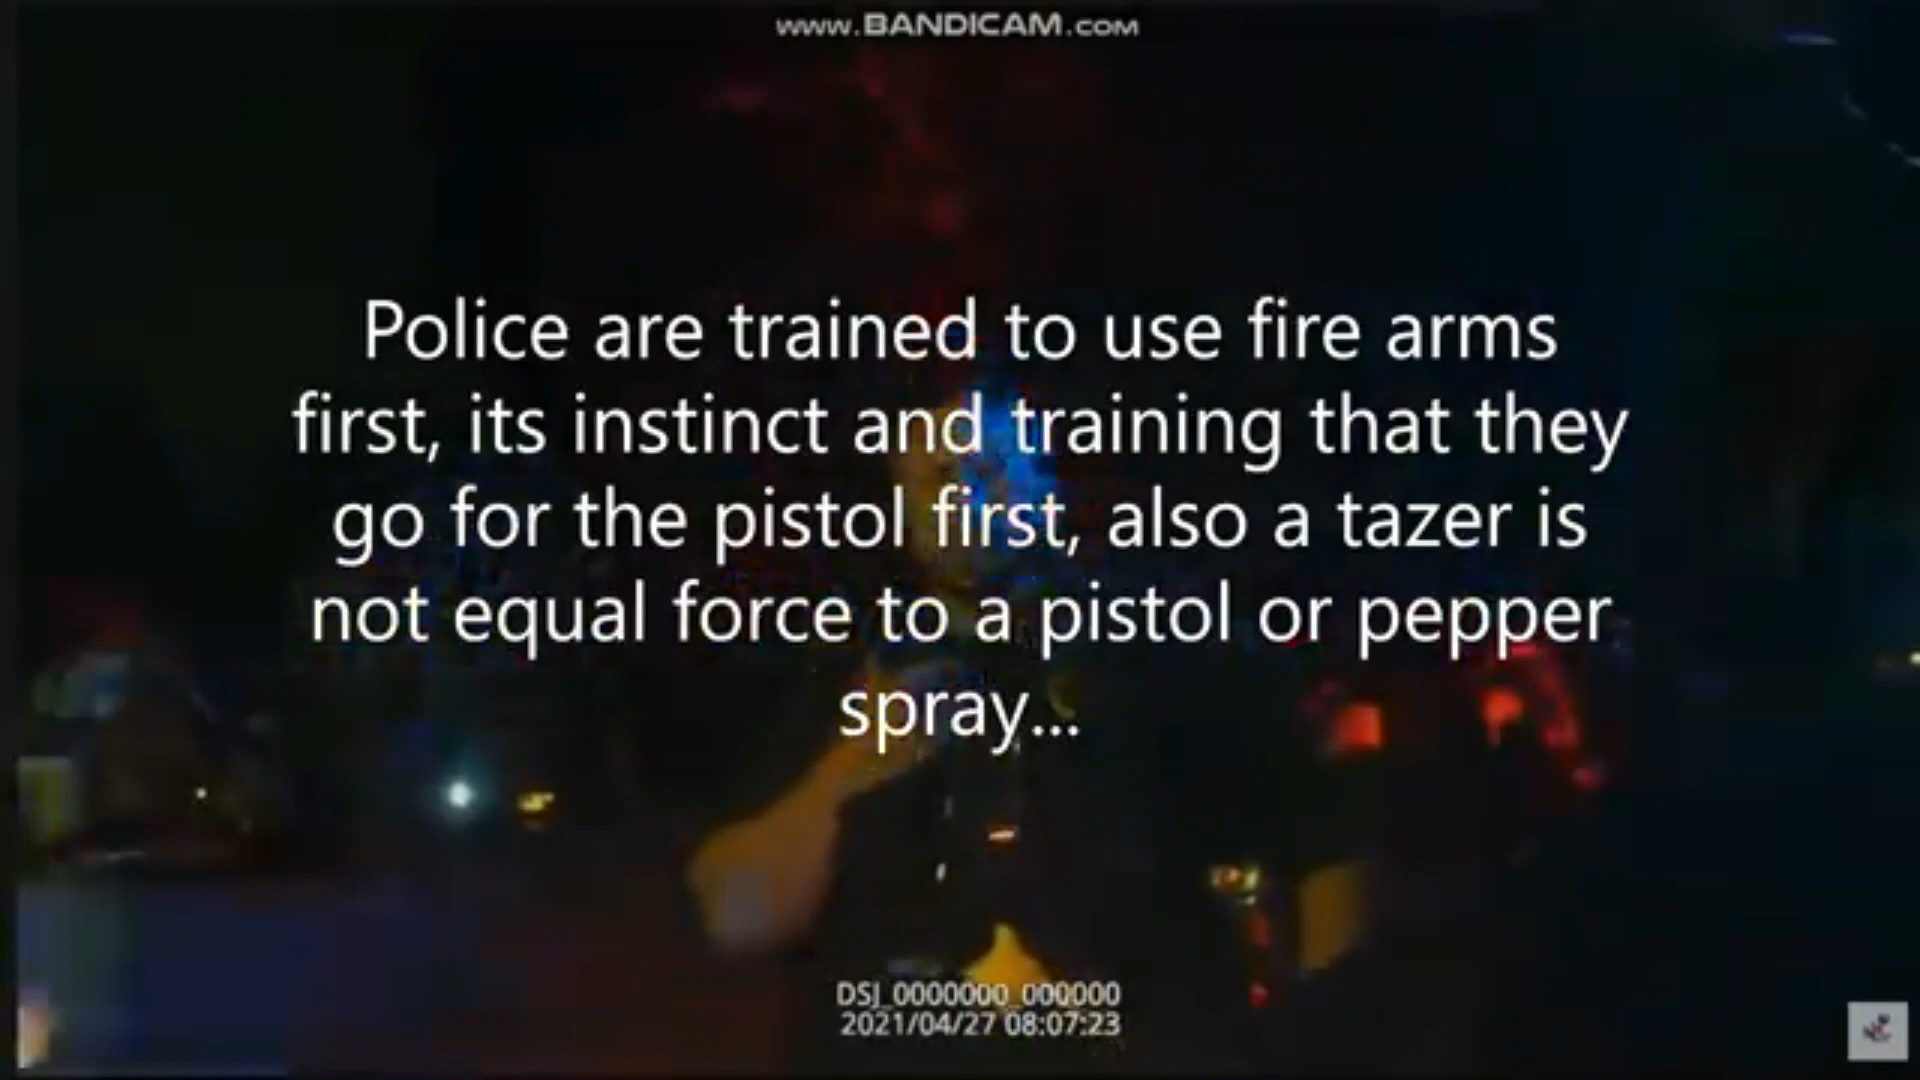 www.BANDICAM.com
Police are trained to use fire arms
first, its instinct and training that they
go for the pistol first, also a tazer is
not equal force to a pistol or pepper
spray...
DSJ_0000000_000000
2021/04/27 08:07:23